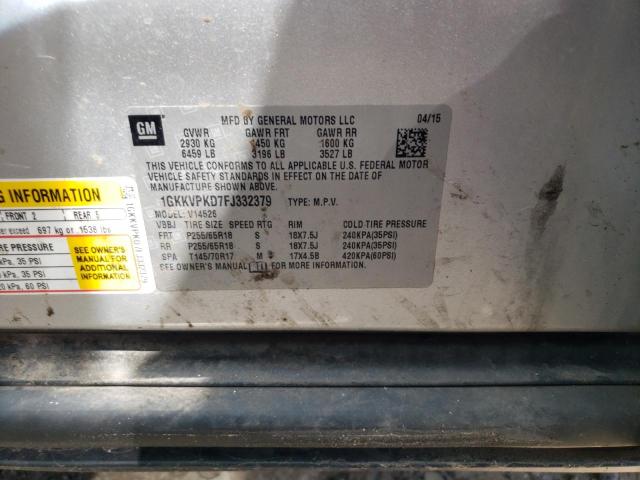 GM
MFD BY GENERAL MOTORS LLC 04/15
GVWR GAWR FRT GAWR RR
2930 KG 1450 KG 1600 KG
6459 LB 3196 LB 3527 LB
THIS VEHICLE CONFORMS TO ALL APPLICABLE U.S. FEDERAL MOTOR
VEHICLE SAFETY STANDARDS IN EFFECT ON THE DATE OF
MANUFACTURE SHOWN ABOVE.
1GKKVPKD7FJ332379 TYPE: M.P.V.
MODEL: V14526
VBBJ TIRE SIZE SPEED RTG RIM COLD TIRE PRESSURE
FRT P255/65R18 S 18X7.5J 240KPA(35PSI)
RR P255/65R18 S 18X7.5J 240KPA(35PSI)
SPA T145/70R17 M 17X4.5B 420KPA(60PSI)
SEE OWNER'S MANUAL FOR
INFORMATION
FRONT 2 REAR 5
exceed 697 kg or 1538 lbs
PRESSURE
35 PSI
35 PSI
60 PSI
SEE OWNER'S
MANUAL FOR
ADDITIONAL
INFORMATION